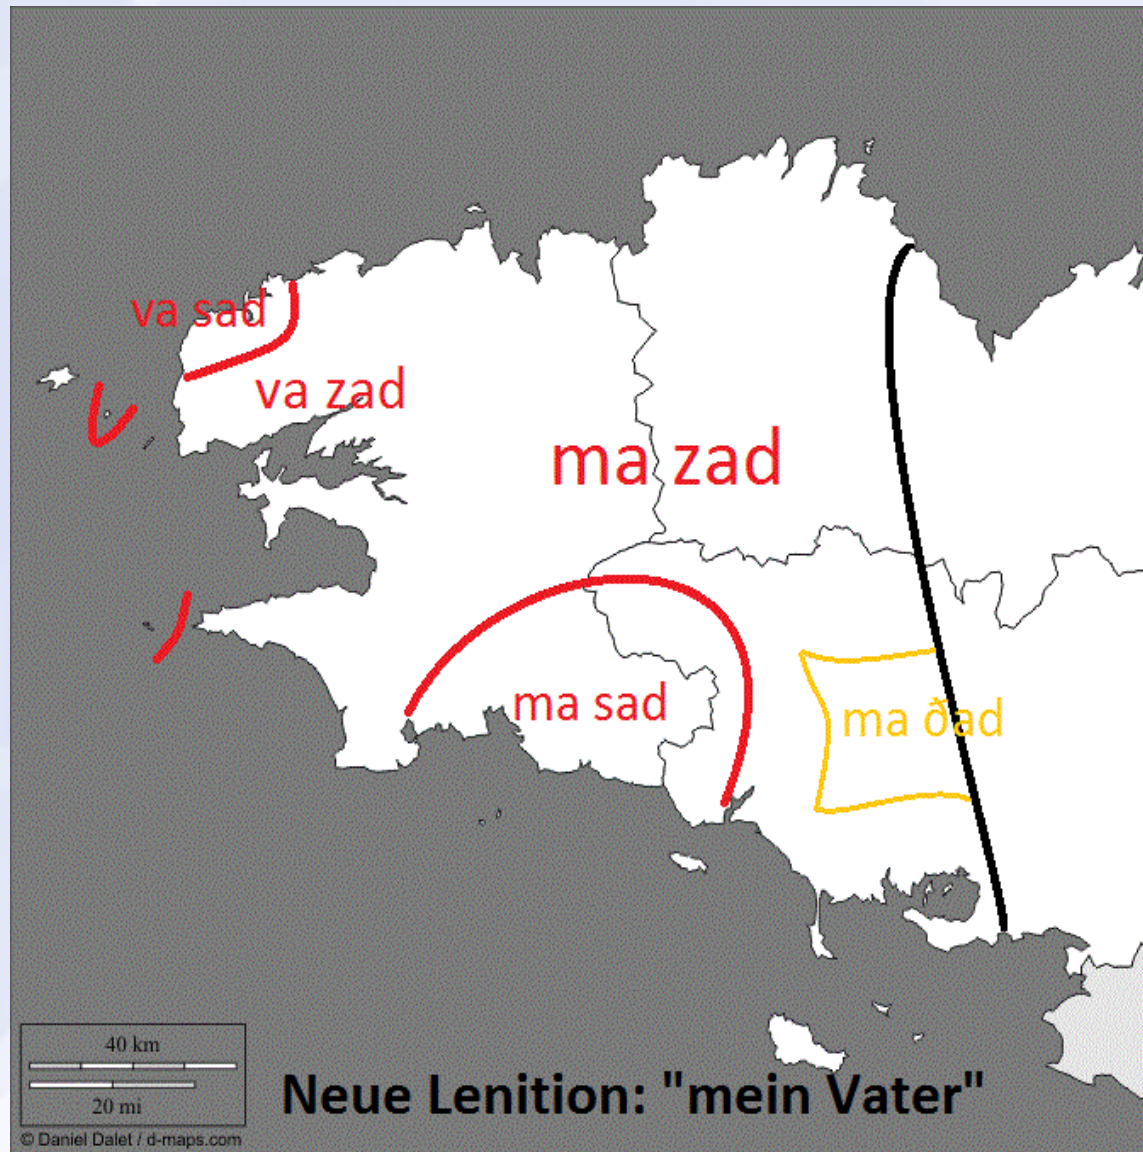 va sad
va zad
ma zad
ma sad
ma ðad
40 km
20 mi
Neue Lenition: "mein Vater"
© Daniel Dalet / d-maps.com